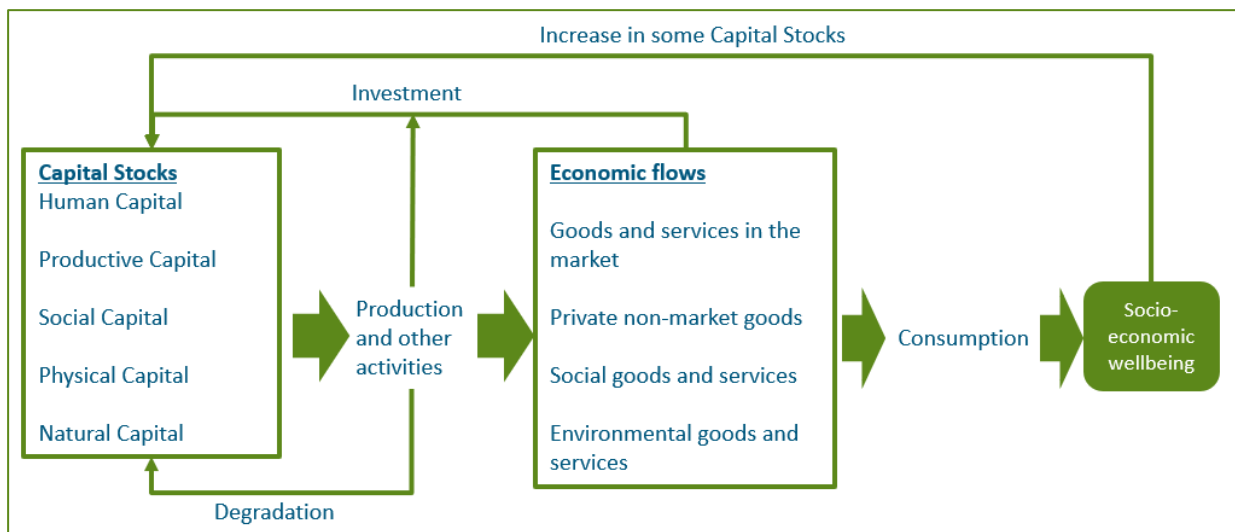 Increase in some Capital Stocks
Investment
Capital Stocks
Human Capital
Productive Capital
Social Capital
Physical Capital
Natural Capital
Degradation
Production
and other
activities
Economic flows
Goods and services in the
market
Private non-market goods
Social goods and services
Environmental goods and
services
Consumption
Socio-
economic
wellbeing